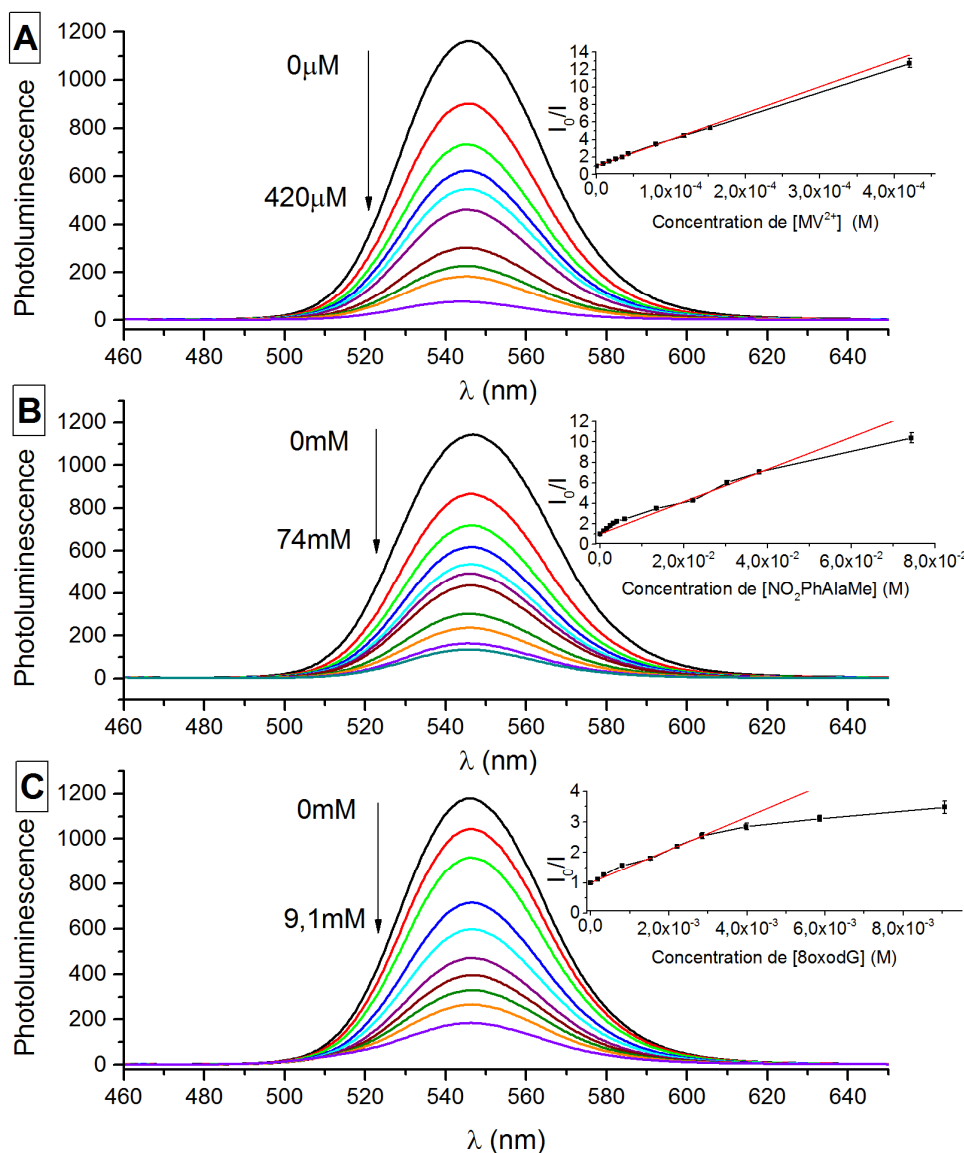 A
Photoluminescence
1200
1000
800
600
400
200
0
0μM
420μM
460 480 500 520 540 560 580 600 620 640
λ (nm)
I₀/I
14
12
10
8
6
4
2
0
0,0 1,0x10⁻⁴ 2,0x10⁻⁴ 3,0x10⁻⁴ 4,0x10⁻⁴
Concentration de [MV²⁺] (M)
B
Photoluminescence
1200
1000
800
600
400
200
0
0mM
74mM
460 480 500 520 540 560 580 600 620 640
λ (nm)
I₀/I
12
10
8
6
4
2
0
0,0 2,0x10⁻² 4,0x10⁻² 6,0x10⁻² 8,0x10⁻²
Concentration de [NO₂PhAlaMe] (M)
C
Photoluminescence
1200
1000
800
600
400
200
0
0mM
9,1mM
460 480 500 520 540 560 580 600 620 640
λ (nm)
I₀/I
4
3
2
1
0
0,0 2,0x10⁻³ 4,0x10⁻³ 6,0x10⁻³ 8,0x10⁻³
Concentration de [8oxodG] (M)